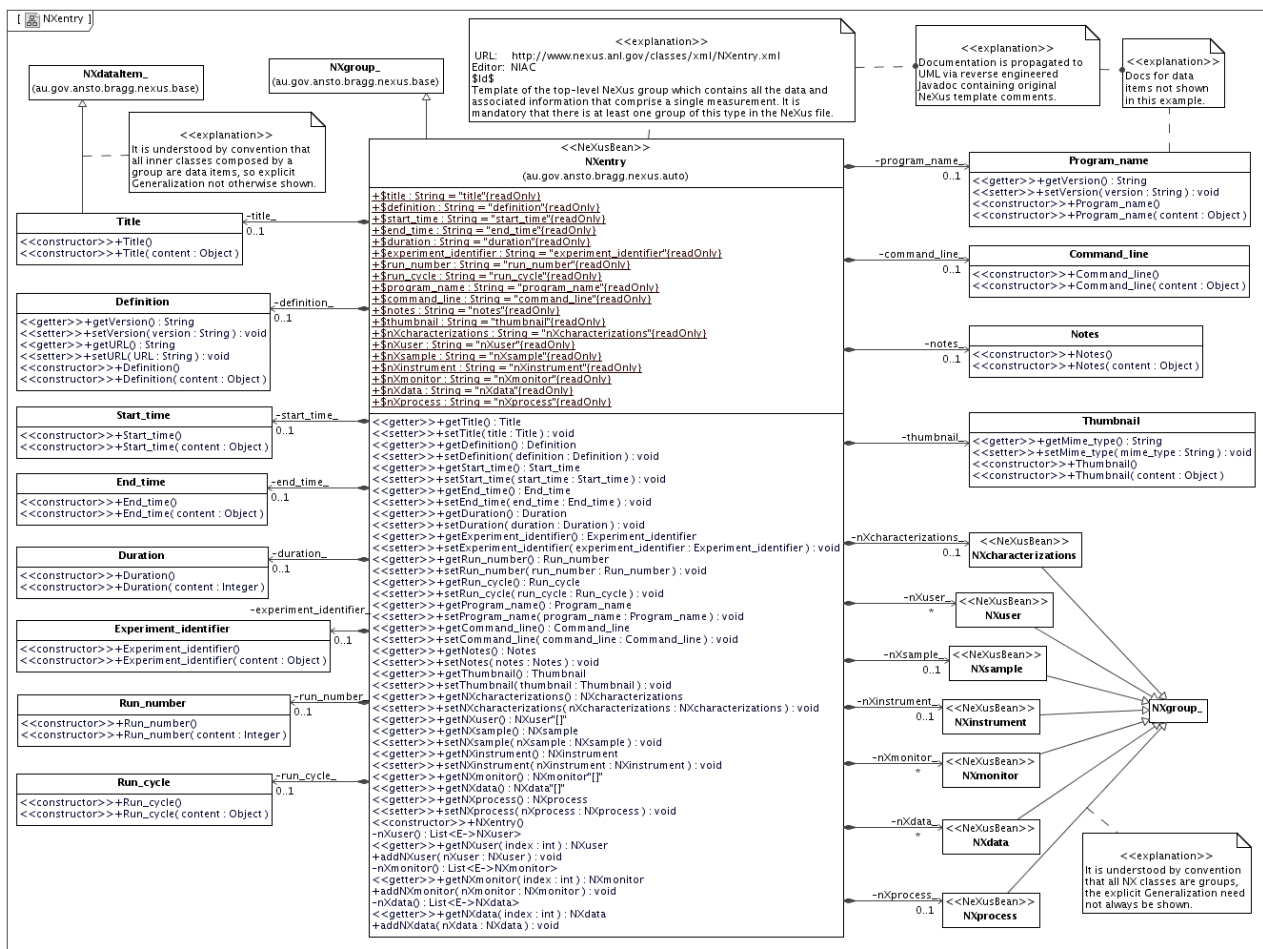 [ NXentry ]
NXdataItem_
(au.gov.ansto.bragg.nexus.base)
NXgroup_
(au.gov.ansto.bragg.nexus.base)
<<explanation>>
URL: http://www.nexus.anl.gov/classes/xml/NXentry.xml
Editor: NIAC
$Id$
Template of the top-level NeXus group which contains all the data and
associated information that comprise a single measurement. It is
mandatory that there is at least one group of this type in the NeXus file.
<<explanation>>
Documentation is propagated to
UML via reverse engineered
Javadoc containing original
NeXus template comments.
<<explanation>>
Docs for data
items not shown
in this example.
<<explanation>>
It is understood by convention that
all inner classes composed by a
group are data items, so explicit
Generalization not otherwise shown.
Title
<<constructor>>+Title()
<<constructor>>+Title( content : Object )
-title_
0..1
Definition
<<getter>>+getVersion() : String
<<setter>>+setVersion( version : String ) : void
<<getter>>+getURL() : String
<<setter>>+setURL( URL : String ) : void
<<constructor>>+Definition()
<<constructor>>+Definition( content : Object )
-definition_
0..1
Start_time
<<constructor>>+Start_time()
<<constructor>>+Start_time( content : Object )
-start_time_
0..1
End_time
<<constructor>>+End_time()
<<constructor>>+End_time( content : Object )
-end_time_
0..1
Duration
<<constructor>>+Duration()
<<constructor>>+Duration( content : Integer )
-duration_
0..1
-experiment_identifier_
Experiment_identifier
<<constructor>>+Experiment_identifier()
<<constructor>>+Experiment_identifier( content : Object )
0..1
Run_number
<<constructor>>+Run_number()
<<constructor>>+Run_number( content : Integer )
-run_number_
0..1
Run_cycle
<<constructor>>+Run_cycle()
<<constructor>>+Run_cycle( content : Object )
-run_cycle_
0..1
<<NeXusBean>>
NXentry
(au.gov.ansto.bragg.nexus.auto)
+$title : String = "title"{readOnly}
+$definition : String = "definition"{readOnly}
+$start_time : String = "start_time"{readOnly}
+$end_time : String = "end_time"{readOnly}
+$duration : String = "duration"{readOnly}
+$experiment_identifier : String = "experiment_identifier"{readOnly}
+$run_number : String = "run_number"{readOnly}
+$run_cycle : String = "run_cycle"{readOnly}
+$program_name : String = "program_name"{readOnly}
+$command_line : String = "command_line"{readOnly}
+$notes : String = "notes"{readOnly}
+$thumbnail : String = "thumbnail"{readOnly}
+$nXcharacterizations : String = "nXcharacterizations"{readOnly}
+$nXuser : String = "nXuser"{readOnly}
+$nXsample : String = "nXsample"{readOnly}
+$nXinstrument : String = "nXinstrument"{readOnly}
+$nXmonitor : String = "nXmonitor"{readOnly}
+$nXdata : String = "nXdata"{readOnly}
+$nXprocess : String = "nXprocess"{readOnly}
<<getter>>+getTitle() : Title
<<setter>>+setTitle( title : Title ) : void
<<getter>>+getDefinition() : Definition
<<setter>>+setDefinition( definition : Definition ) : void
<<getter>>+getStart_time() : Start_time
<<setter>>+setStart_time( start_time : Start_time ) : void
<<getter>>+getEnd_time() : End_time
<<setter>>+setEnd_time( end_time : End_time ) : void
<<getter>>+getDuration() : Duration
<<setter>>+setDuration( duration : Duration ) : void
<<getter>>+getExperiment_identifier() : Experiment_identifier
<<setter>>+setExperiment_identifier( experiment_identifier : Experiment_identifier ) : void
<<getter>>+getRun_number() : Run_number
<<setter>>+setRun_number( run_number : Run_number ) : void
<<getter>>+getRun_cycle() : Run_cycle
<<setter>>+setRun_cycle( run_cycle : Run_cycle ) : void
<<getter>>+getProgram_name() : Program_name
<<setter>>+setProgram_name( program_name : Program_name ) : void
<<getter>>+getCommand_line() : Command_line
<<setter>>+setCommand_line( command_line : Command_line ) : void
<<getter>>+getNotes() : Notes
<<setter>>+setNotes( notes : Notes ) : void
<<getter>>+getThumbnail() : Thumbnail
<<setter>>+setThumbnail( thumbnail : Thumbnail ) : void
<<getter>>+getNXcharacterizations() : NXcharacterizations
<<setter>>+setNXcharacterizations( nXcharacterizations : NXcharacterizations ) : void
<<getter>>+getNXuser() : NXuser"[]"
<<getter>>+getNXsample() : NXsample
<<setter>>+setNXsample( nXsample : NXsample ) : void
<<getter>>+getNXinstrument() : NXinstrument
<<setter>>+setNXinstrument( nXinstrument : NXinstrument ) : void
<<getter>>+getNXmonitor() : NXmonitor"[]"
<<getter>>+getNXdata() : NXdata"[]"
<<getter>>+getNXprocess() : NXprocess
<<setter>>+setNXprocess( nXprocess : NXprocess ) : void
<<constructor>>+NXentry()
-nXuser() : List<E->NXuser>
<<getter>>+getNXuser( index : int ) : NXuser
+addNXuser( nXuser : NXuser ) : void
-nXmonitor() : List<E->NXmonitor>
<<getter>>+getNXmonitor( index : int ) : NXmonitor
+addNXmonitor( nXmonitor : NXmonitor ) : void
-nXdata() : List<E->NXdata>
<<getter>>+getNXdata( index : int ) : NXdata
+addNXdata( nXdata : NXdata ) : void
-program_name_
0..1
Program_name
<<getter>>+getVersion() : String
<<setter>>+setVersion( version : String ) : void
<<constructor>>+Program_name()
<<constructor>>+Program_name( content : Object )
-command_line_
0..1
Command_line
<<constructor>>+Command_line()
<<constructor>>+Command_line( content : Object )
-notes_
0..1
Notes
<<constructor>>+Notes()
<<constructor>>+Notes( content : Object )
-thumbnail_
0..1
Thumbnail
<<getter>>+getMime_type() : String
<<setter>>+setMime_type( mime_type : String ) : void
<<constructor>>+Thumbnail()
<<constructor>>+Thumbnail( content : Object )
-nXcharacterizations_
0..1
<<NeXusBean>>
NXcharacterizations
-nXuser_
*
<<NeXusBean>>
NXuser
-nXsample_
0..1
<<NeXusBean>>
NXsample
-nXinstrument_
0..1
<<NeXusBean>>
NXinstrument
NXgroup_
-nXmonitor_
*
<<NeXusBean>>
NXmonitor
-nXdata_
*
<<NeXusBean>>
NXdata
-nXprocess_
0..1
<<NeXusBean>>
NXprocess
<<explanation>>
It is understood by convention
that all NX classes are groups,
the explicit Generalization need
not always be shown.